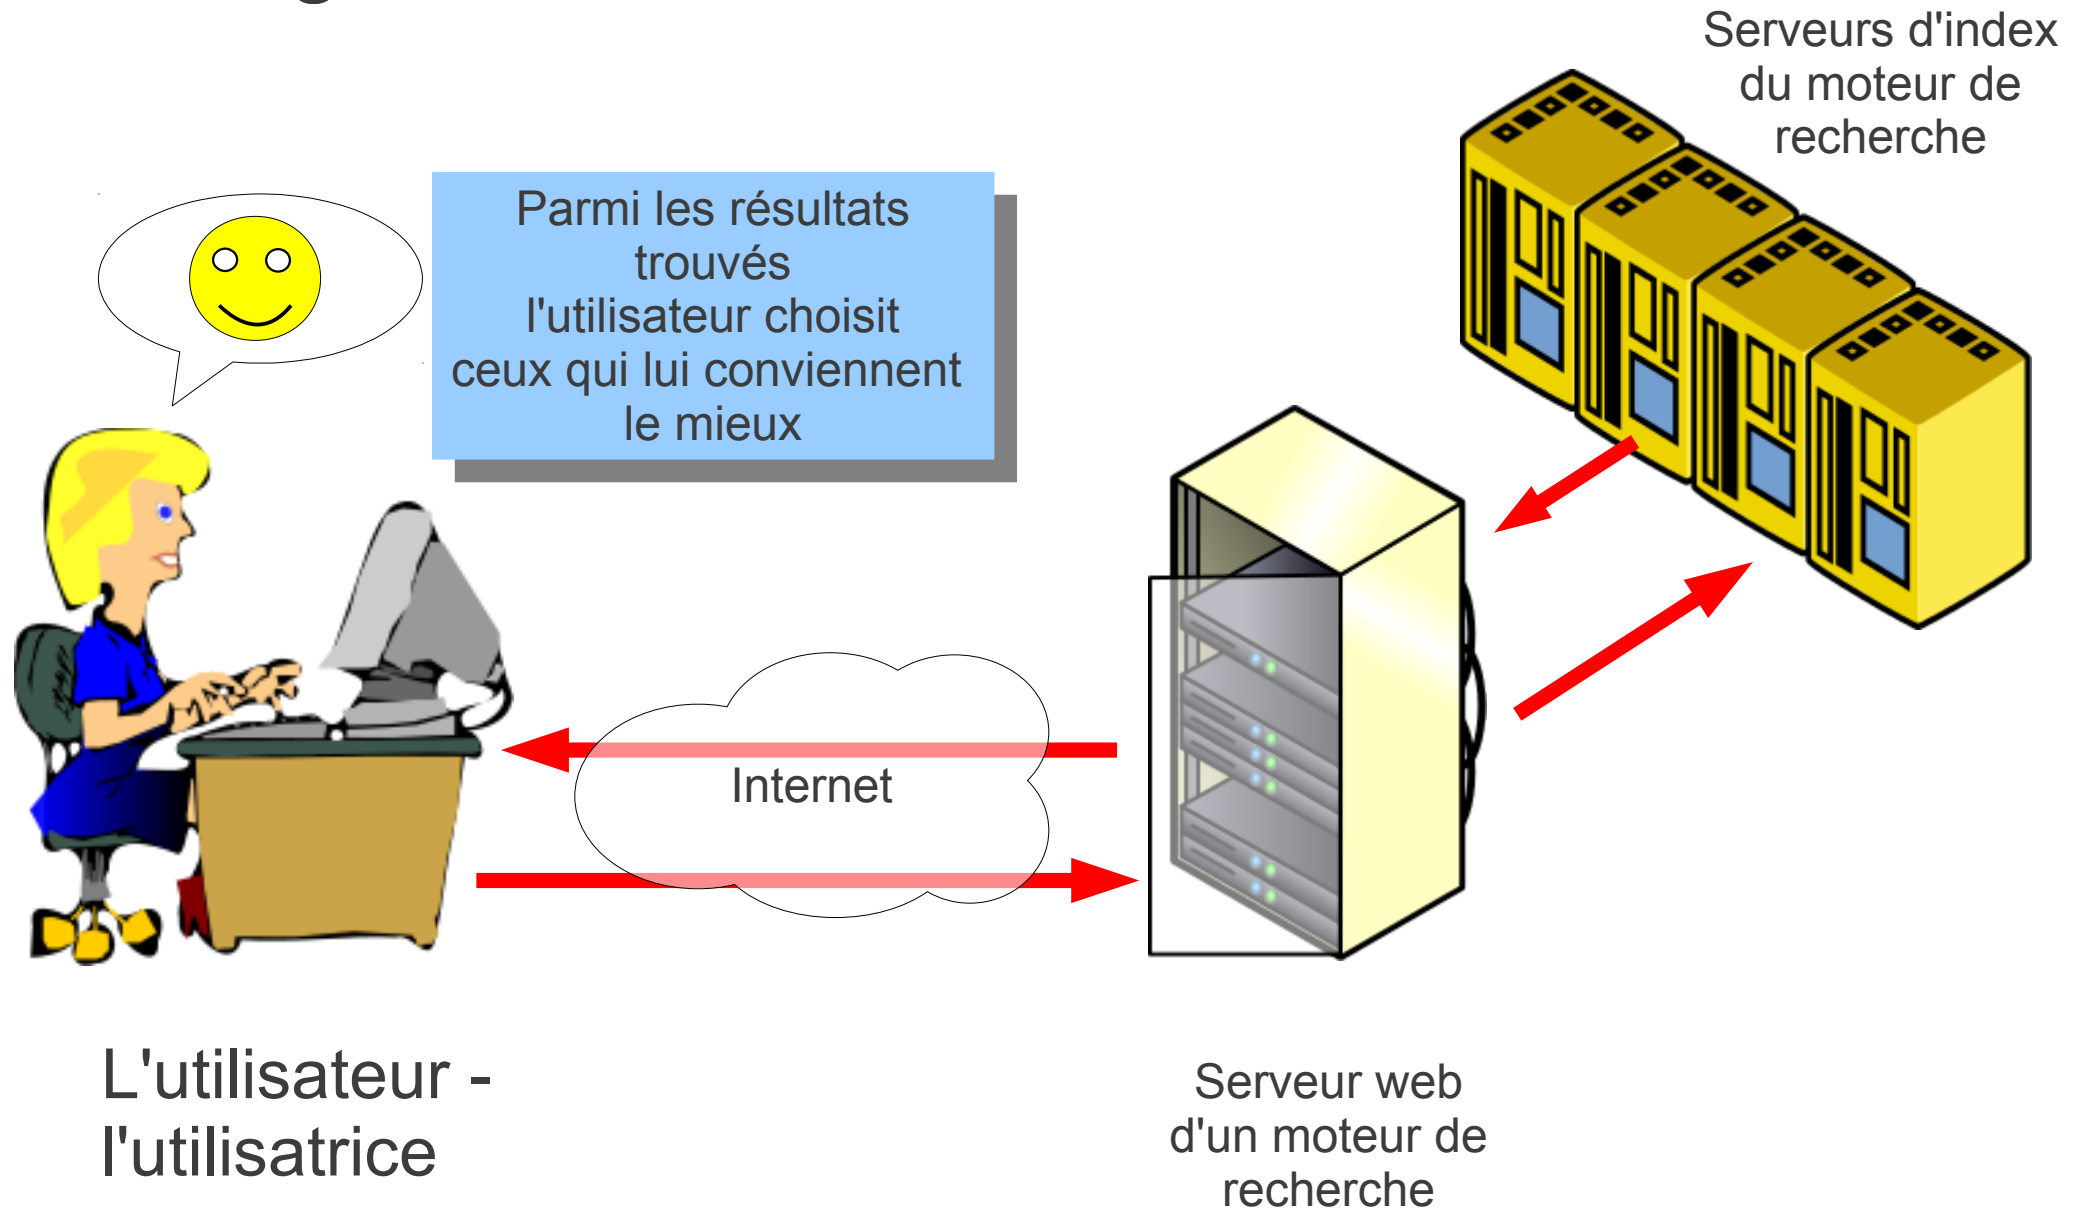 Serveurs d'index
du moteur de
recherche
Parmi les résultats
trouvés
l'utilisateur choisit
ceux qui lui conviennent
le mieux
Internet
L'utilisateur -
l'utilisatrice
Serveur web
d'un moteur de
recherche